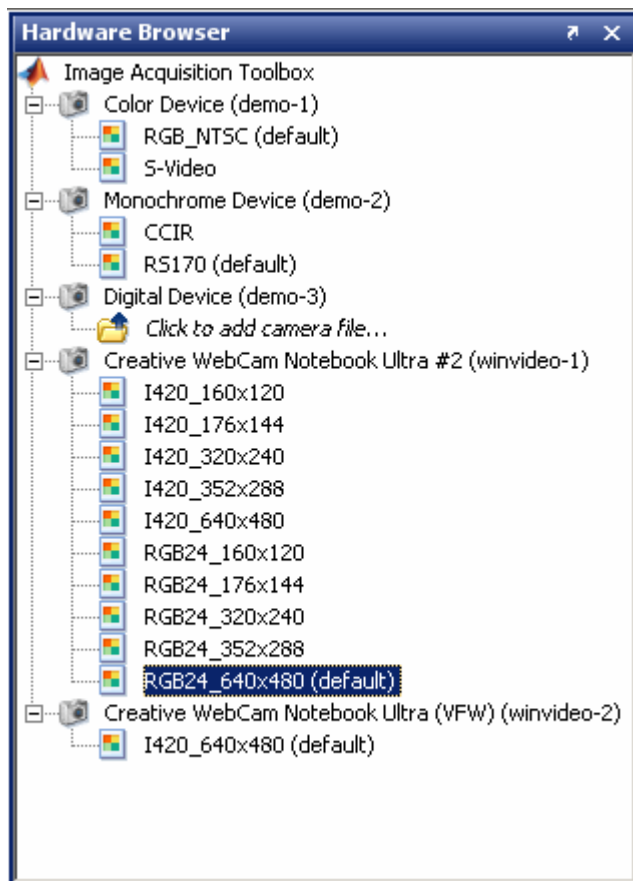 Hardware Browser
Image Acquisition Toolbox
Color Device (demo-1)
RGB_NTSC (default)
S-Video
Monochrome Device (demo-2)
CCIR
RS170 (default)
Digital Device (demo-3)
Click to add camera file...
Creative WebCam Notebook Ultra #2 (winvideo-1)
I420_160x120
I420_176x144
I420_320x240
I420_352x288
I420_640x480
RGB24_160x120
RGB24_176x144
RGB24_320x240
RGB24_352x288
RGB24_640x480 (default)
Creative WebCam Notebook Ultra (VFW) (winvideo-2)
I420_640x480 (default)